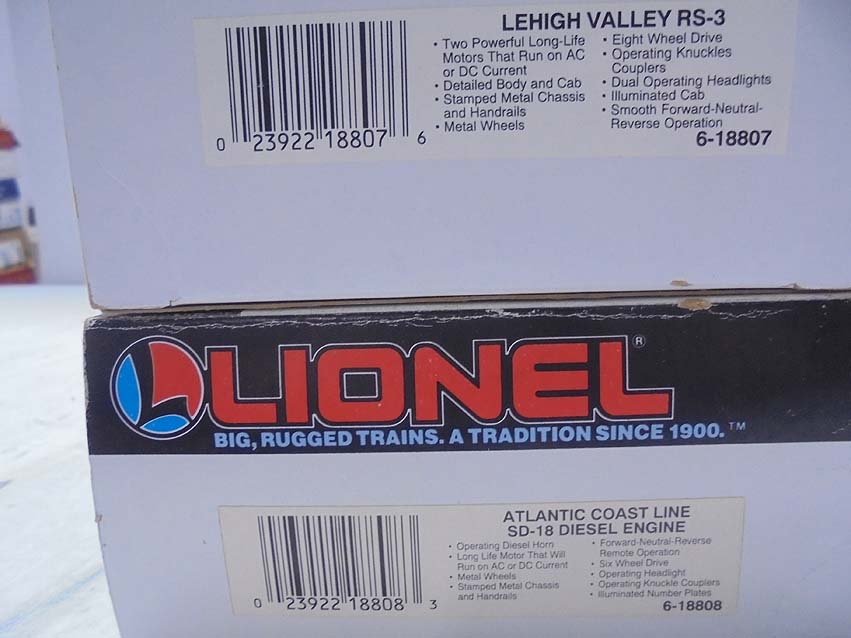 LEHIGH VALLEY RS-3
• Two Powerful Long-Life
Motors That Run on AC
or DC Current
• Detailed Body and Cab
• Stamped Metal Chassis
and Handrails
• Metal Wheels
• Eight Wheel Drive
• Operating Knuckles
Couplers
• Dual Operating Headlights
• Illuminated Cab
• Smooth Forward-Neutral-
Reverse Operation
6-18807
0 23922 18807 6
LIONEL ®
BIG, RUGGED TRAINS. A TRADITION SINCE 1900. ™
ATLANTIC COAST LINE
SD-18 DIESEL ENGINE
• Operating Diesel Horn
• Long Life Motor That Will
Run on AC or DC Current
• Metal Wheels
• Stamped Metal Chassis
and Handrails
• Forward-Neutral-Reverse
Remote Operation
• Six Wheel Drive
• Operating Headlight
• Operating Knuckle Couplers
• Illuminated Number Plates
6-18808
0 23922 18808 3